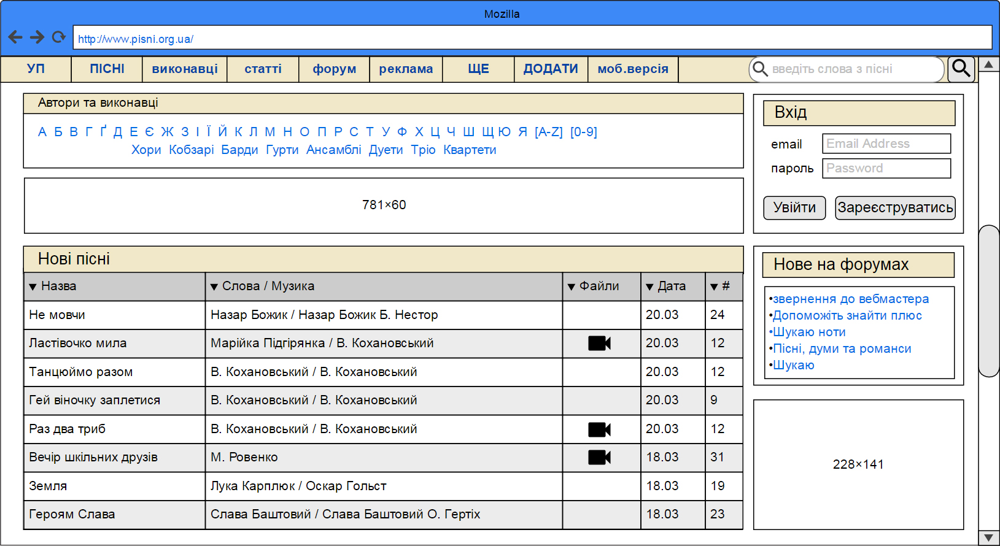 Mozilla
http://www.pisni.org.ua/
УП ПІСНІ виконавці статті форум реклама ЩЕ ДОДАТИ моб.версія введіть слова з пісні
Автори та виконавці
А Б В Г Ґ Д Е Є Ж З І Ї Й К Л М Н О П Р С Т У Ф Х Ц Ч Ш Щ Ю Я [A-Z] [0-9]
Хори Кобзарі Барди Гурти Ансамблі Дуети Тріо Квартети
781×60
Вхід
email Email Address
пароль Password
Увійти Зареєструватись
Нові пісні
▼ Назва ▼ Слова / Музика ▼ Файли ▼ Дата ▼ #
Не мовчи Назар Божик / Назар Божик Б. Нестор 20.03 24
Ластівочко мила Марійка Підгірянка / В. Кохановський 20.03 12
Танцюймо разом В. Кохановський / В. Кохановський 20.03 12
Гей віночку заплетися В. Кохановський / В. Кохановський 20.03 9
Раз два триб В. Кохановський / В. Кохановський 20.03 12
Вечір шкільних друзів М. Ровенко 18.03 31
Земля Лука Карплюк / Оскар Гольст 18.03 19
Героям Слава Слава Баштовий / Слава Баштовий О. Гертіх 18.03 23
Нове на форумах
•звернення до вебмастера
•Допоможіть знайти плюс
•Шукаю ноти
•Пісні, думи та романси
•Шукаю
228×141